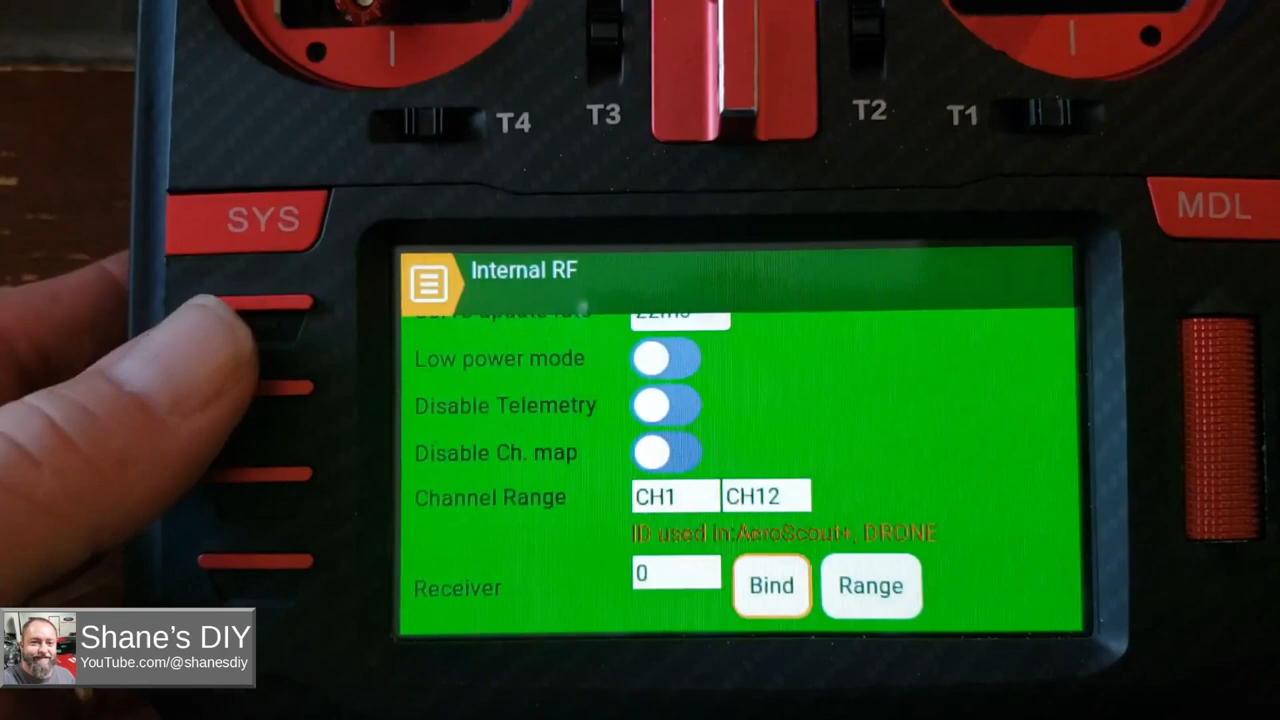 T4
T3
T2
T1
SYS
MDL
Internal RF
Low power mode
Disable Telemetry
Disable Ch. map
Channel Range
CH1
CH12
ID used in:AeroScout+, DRONE
Receiver
0
Bind
Range
Shane's DIY
YouTube.com/@shanesdiy